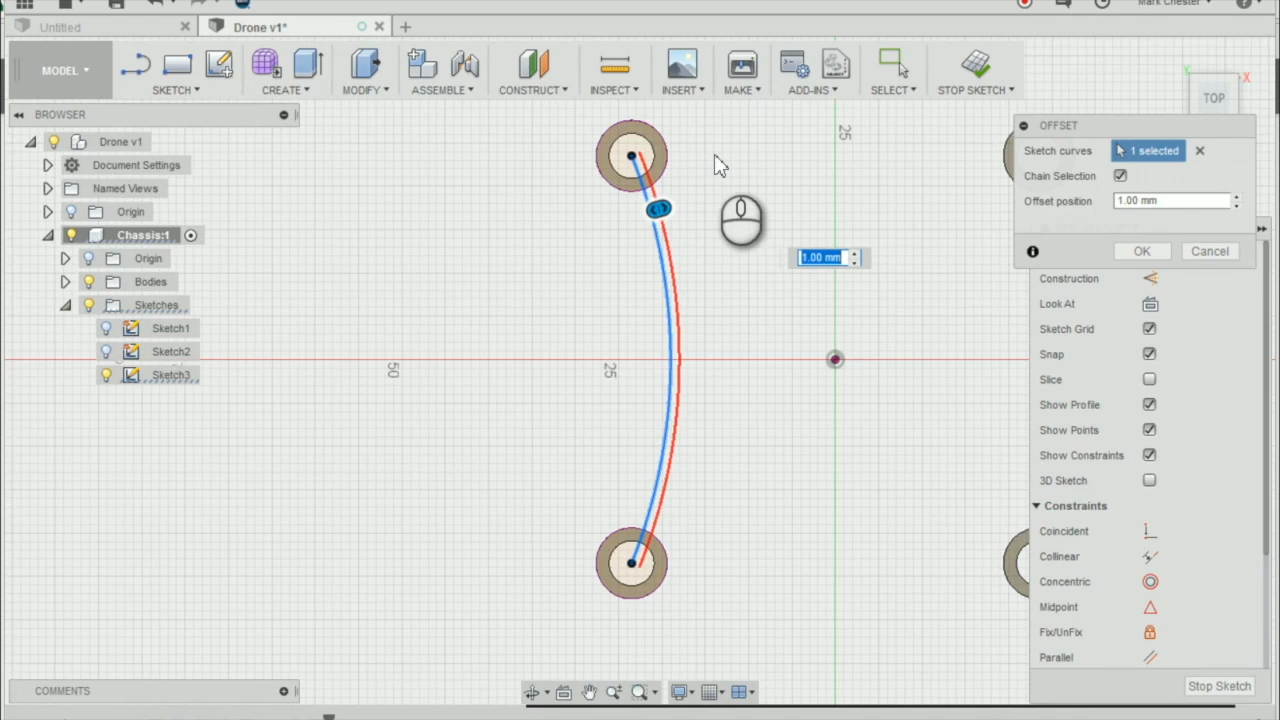 Mark Chester
Untitled
Drone v1*
MODEL
SKETCH
CREATE
MODIFY
ASSEMBLE
CONSTRUCT
INSPECT
INSERT
MAKE
ADD-INS
SELECT
STOP SKETCH
TOP
Y
X
BROWSER
Drone v1
Document Settings
Named Views
Origin
Chassis:1
Origin
Bodies
Sketches
Sketch1
Sketch2
Sketch3
25
50
25
1.00 mm
OFFSET
Sketch curves 1 selected
Chain Selection
Offset position 1.00 mm
OK Cancel
Construction
Look At
Sketch Grid
Snap
Slice
Show Profile
Show Points
Show Constraints
3D Sketch
Constraints
Coincident
Collinear
Concentric
Midpoint
Fix/UnFix
Parallel
Stop Sketch
COMMENTS